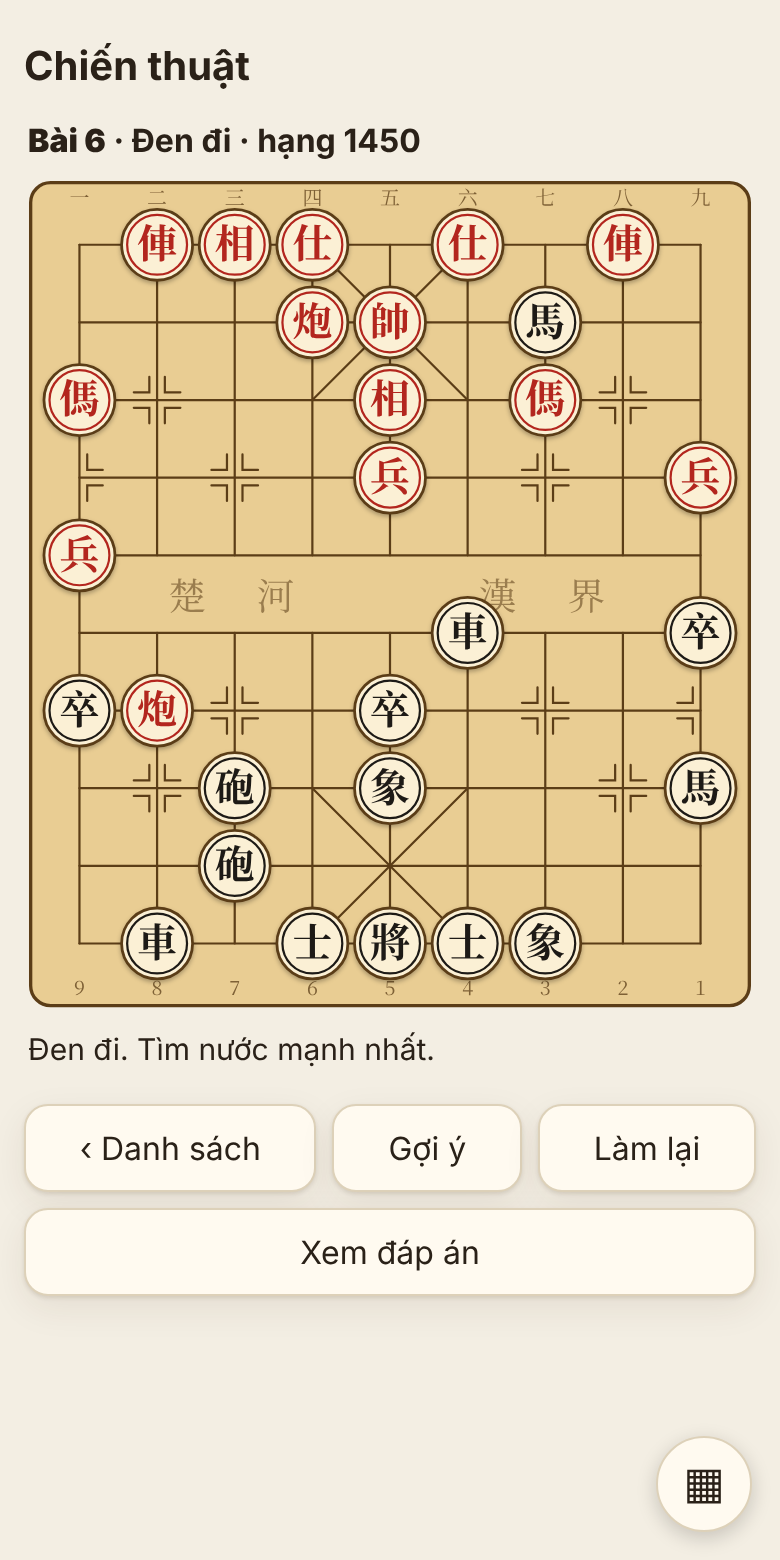 Chiến thuật
Bài 6 · Đen đi · hạng 1450
一 二 三 四 五 六 七 八 九
俥 相 仕 仕 俥
炮 帥 馬
傌 相 傌
兵 兵
兵
楚 河 漢 界
車 卒
卒 炮 卒
砲 象 馬
砲
車 士 將 士 象
9 8 7 6 5 4 3 2 1
Đen đi. Tìm nước mạnh nhất.
‹ Danh sách
Gợi ý
Làm lại
Xem đáp án